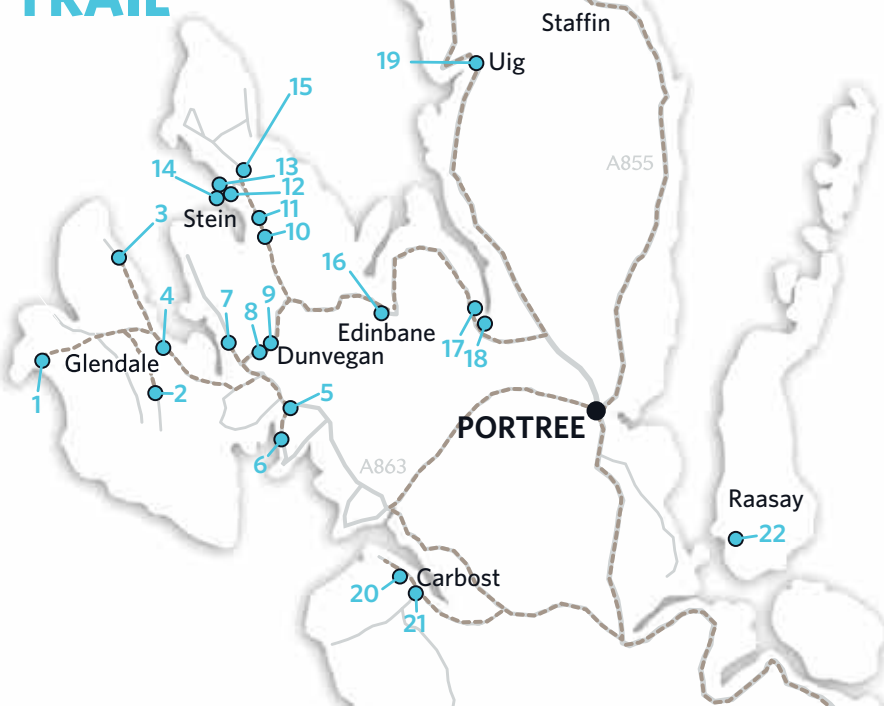 TRAIL
Staffin
19
Uig
15
A855
14
13
12
Stein
11
3
10
16
4
7
8
9
Edinbane
17
18
Glendale
Dunvegan
1
2
5
PORTREE
6
A863
Raasay
22
Carbost
20
21